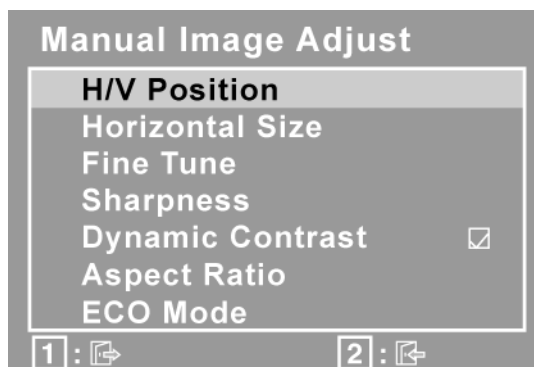 Manual Image Adjust
H/V Position
Horizontal Size
Fine Tune
Sharpness
Dynamic Contrast
Aspect Ratio
ECO Mode
1: 2: